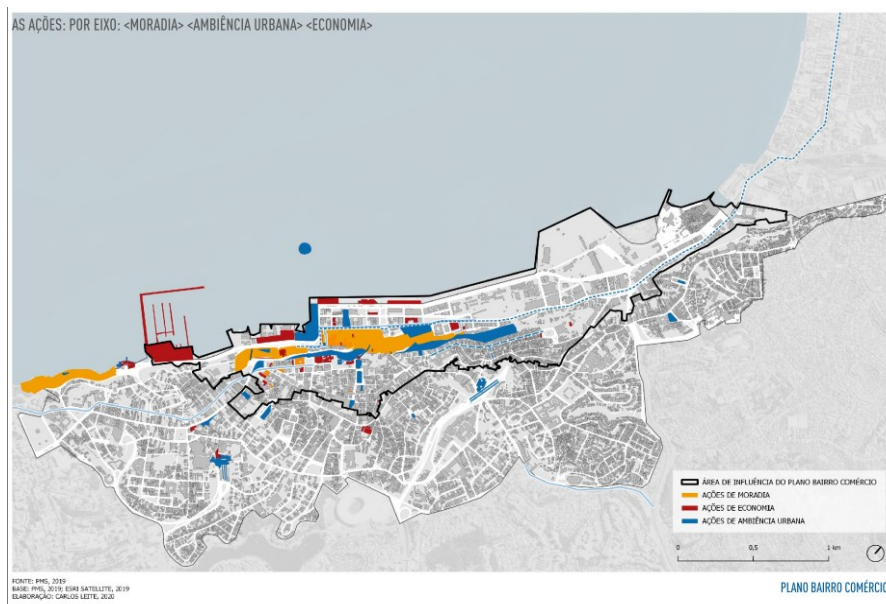 AS AÇÕES: POR EIXO: <MORADIA> <AMBIÊNCIA URBANA> <ECONOMIA>
ÁREA DE INFLUÊNCIA DO PLANO BAIRRO COMÉRCIO
AÇÕES DE MORADIA
AÇÕES DE ECONOMIA
AÇÕES DE AMBIÊNCIA URBANA
0 0,5 1 km
FONTE: PMS, 2019
BASE: PMS, 2019; ESRI SATELLITE, 2019
ELABORAÇÃO: CARLOS LEITE, 2020
PLANO BAIRRO COMÉRCIO